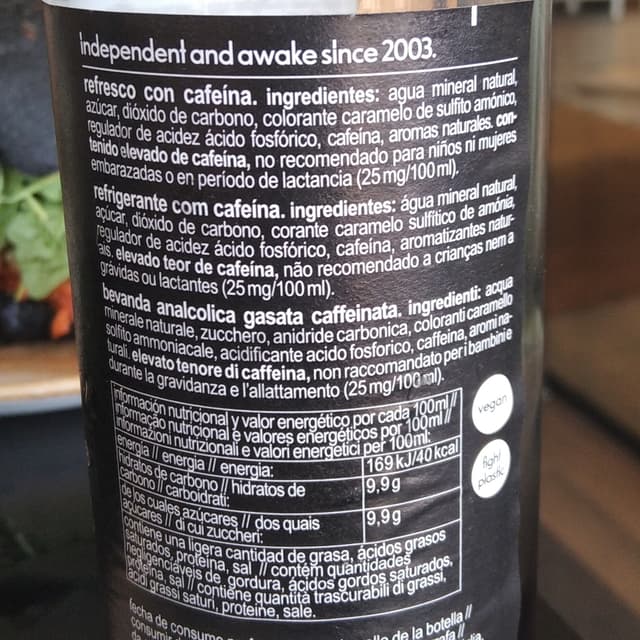 independent and awake since 2003.
refresco con cafeína. ingredientes: agua mineral natural,
azúcar, dióxido de carbono, colorante caramelo de sulfito amónico,
regulador de acidez ácido fosfórico, cafeína, aromas naturales. con-
tenido elevado de cafeína, no recomendado para niños ni mujeres
embarazadas o en período de lactancia (25 mg/100 ml).
refrigerante com cafeína. ingredientes: água mineral natural,
açúcar, dióxido de carbono, corante caramelo sulfítico de amónia,
regulador de acidez ácido fosfórico, cafeína, aromatizantes natur-
ais. elevado teor de cafeína, não recomendado a crianças nem a
grávidas ou lactantes (25 mg/100 ml).
bevanda analcolica gasata caffeinata. ingredienti: acqua
minerale naturale, zucchero, anidride carbonica, coloranti caramello
solfito ammoniacale, acidificante acido fosforico, caffeina, aromi na-
turali. elevato tenore di caffeina, non raccomandato per i bambini e
durante la gravidanza e l'allattamento (25 mg/100 ml).
información nutricional y valor energético por cada 100ml //
informação nutricional e valores energéticos por 100ml //
informazioni nutrizionali e valori energetici per 100ml:
energía // energia // energia: 169 kJ/40 kcal
hidratos de carbono // hidratos de
carbono // carboidrati: 9,9 g
de los cuales azúcares // dos quais
açúcares // di cui zuccheri: 9,9 g
contiene una ligera cantidad de grasa, ácidos grasos
saturados, proteína, sal // contém quantidades
negligenciáveis de gordura, ácidos gordos saturados,
proteína, sal // contiene quantità trascurabili di grassi,
acidi grassi saturi, proteine, sale.
vegan
fight
plastic
fecha de consumo
de la botella //
consumir